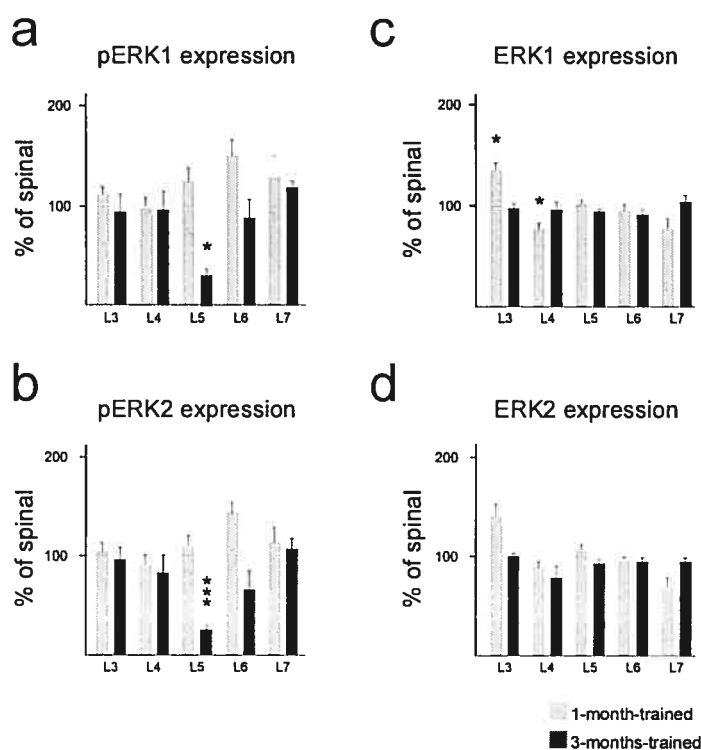 a
pERK1 expression
% of spinal
200
100
*
L3 L4 L5 L6 L7
b
pERK2 expression
% of spinal
200
100
***
L3 L4 L5 L6 L7
c
ERK1 expression
% of spinal
200
100
*
*
L3 L4 L5 L6 L7
d
ERK2 expression
% of spinal
200
100
L3 L4 L5 L6 L7
1-month-trained
3-months-trained